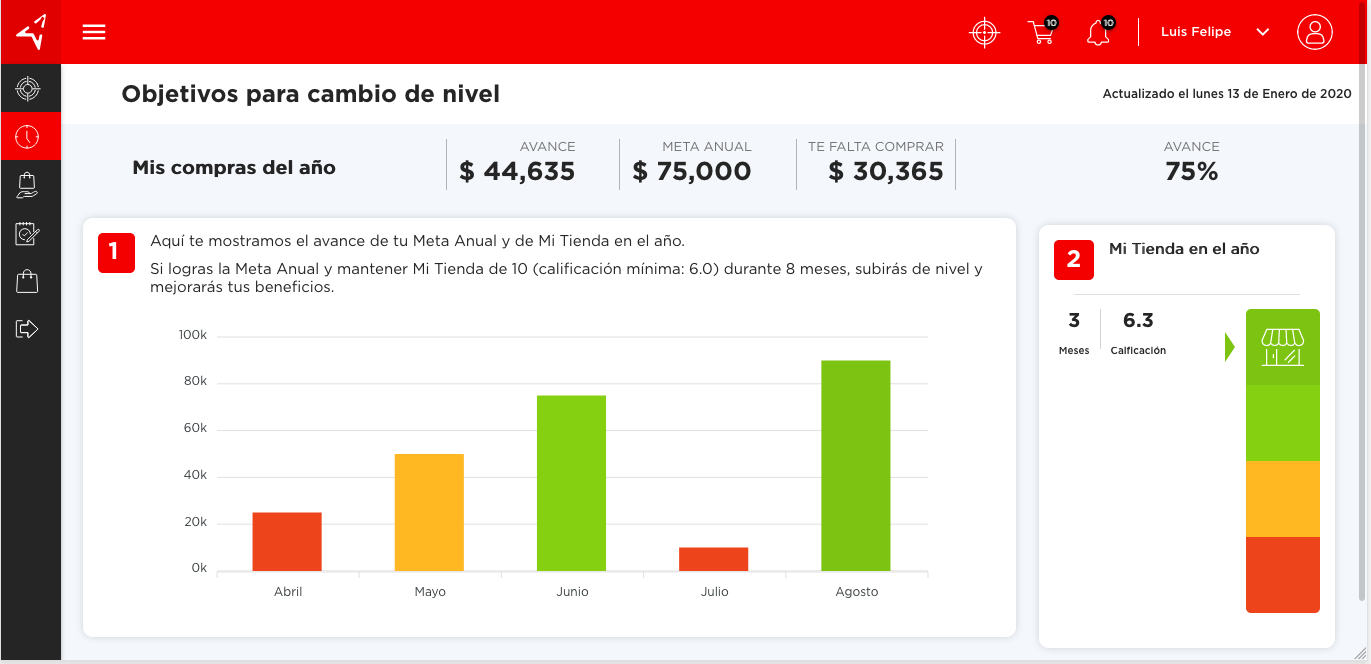 10
10
Luis Felipe
Objetivos para cambio de nivel
Actualizado el lunes 13 de Enero de 2020
Mis compras del año
AVANCE
$ 44,635
META ANUAL
$ 75,000
TE FALTA COMPRAR
$ 30,365
AVANCE
75%
1
Aquí te mostramos el avance de tu Meta Anual y de Mi Tienda en el año.
Si logras la Meta Anual y mantener Mi Tienda de 10 (calificación mínima: 6.0) durante 8 meses, subirás de nivel y
mejorarás tus beneficios.
100k
80k
60k
40k
20k
0k
Abril
Mayo
Junio
Julio
Agosto
2
Mi Tienda en el año
3
Meses
6.3
Calficación